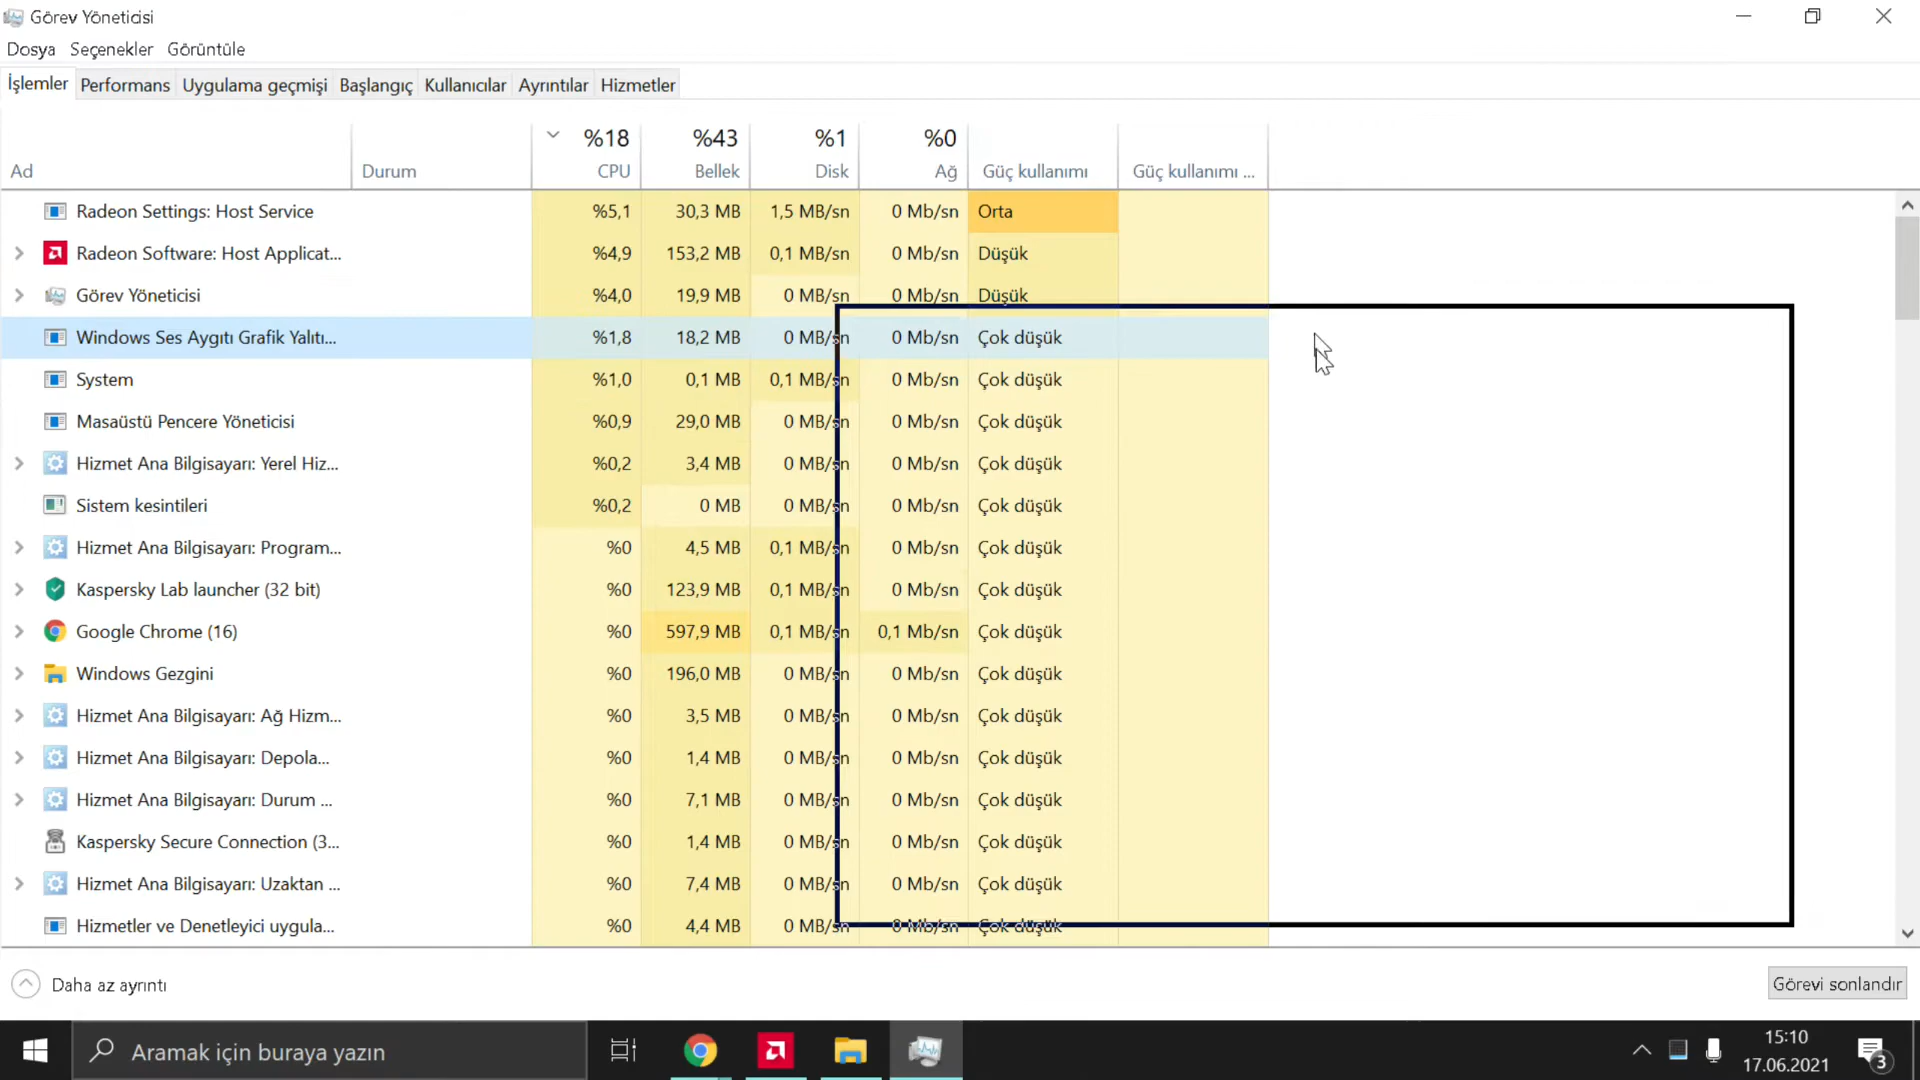 Görev Yöneticisi
Dosya Seçenekler Görüntüle
İşlemler Performans Uygulama geçmişi Başlangıç Kullanıcılar Ayrıntılar Hizmetler
%18 %43 %1 %0
Ad Durum CPU Bellek Disk Ağ Güç kullanımı Güç kullanımı ...
Radeon Settings: Host Service %5,1 30,3 MB 1,5 MB/sn 0 Mb/sn Orta
Radeon Software: Host Applicat... %4,9 153,2 MB 0,1 MB/sn 0 Mb/sn Düşük
Görev Yöneticisi %4,0 19,9 MB 0 MB/sn 0 Mb/sn Düşük
Windows Ses Aygıtı Grafik Yalıtı... %1,8 18,2 MB 0 MB/sn 0 Mb/sn Çok düşük
System %1,0 0,1 MB 0,1 MB/sn 0 Mb/sn Çok düşük
Masaüstü Pencere Yöneticisi %0,9 29,0 MB 0 MB/sn 0 Mb/sn Çok düşük
Hizmet Ana Bilgisayarı: Yerel Hiz... %0,2 3,4 MB 0 MB/sn 0 Mb/sn Çok düşük
Sistem kesintileri %0,2 0 MB 0 MB/sn 0 Mb/sn Çok düşük
Hizmet Ana Bilgisayarı: Program... %0 4,5 MB 0,1 MB/sn 0 Mb/sn Çok düşük
Kaspersky Lab launcher (32 bit) %0 123,9 MB 0,1 MB/sn 0 Mb/sn Çok düşük
Google Chrome (16) %0 597,9 MB 0,1 MB/sn 0,1 Mb/sn Çok düşük
Windows Gezgini %0 196,0 MB 0 MB/sn 0 Mb/sn Çok düşük
Hizmet Ana Bilgisayarı: Ağ Hizm... %0 3,5 MB 0 MB/sn 0 Mb/sn Çok düşük
Hizmet Ana Bilgisayarı: Depola... %0 1,4 MB 0 MB/sn 0 Mb/sn Çok düşük
Hizmet Ana Bilgisayarı: Durum ... %0 7,1 MB 0 MB/sn 0 Mb/sn Çok düşük
Kaspersky Secure Connection (3... %0 1,4 MB 0 MB/sn 0 Mb/sn Çok düşük
Hizmet Ana Bilgisayarı: Uzaktan ... %0 7,4 MB 0 MB/sn 0 Mb/sn Çok düşük
Hizmetler ve Denetleyici uygula... %0 4,4 MB 0 MB/sn 0 Mb/sn Çok düşük
Daha az ayrıntı Görevi sonlandır
Aramak için buraya yazın 15:10
17.06.2021 3